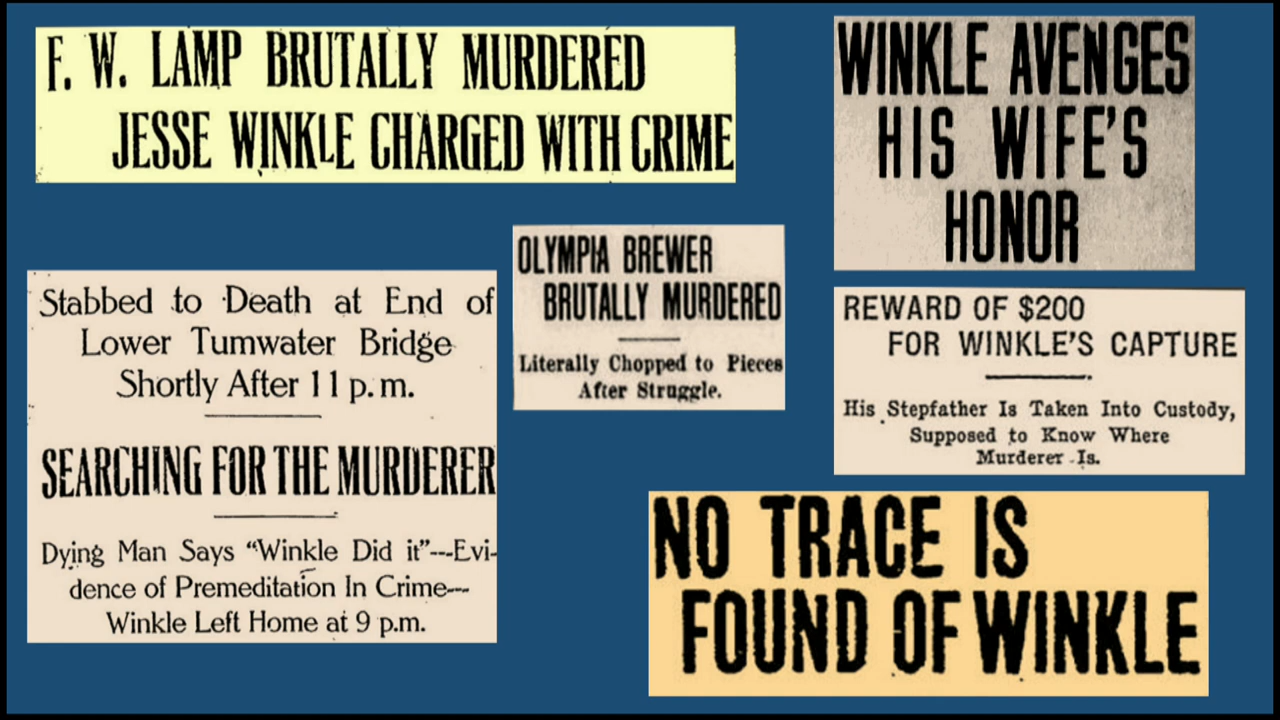 F. W. LAMP BRUTALLY MURDERED
JESSE WINKLE CHARGED WITH CRIME
WINKLE AVENGES
HIS WIFE'S
HONOR
OLYMPIA BREWER
BRUTALLY MURDERED
Literally Chopped to Pieces
After Struggle.
Stabbed to Death at End of
Lower Tumwater Bridge
Shortly After 11 p.m.
SEARCHING FOR THE MURDERER
Dying Man Says "Winkle Did it"---Evi-
dence of Premeditation In Crime---
Winkle Left Home at 9 p.m.
REWARD OF $200
FOR WINKLE'S CAPTURE
His Stepfather Is Taken Into Custody,
Supposed to Know Where
Murderer Is.
NO TRACE IS
FOUND OF WINKLE